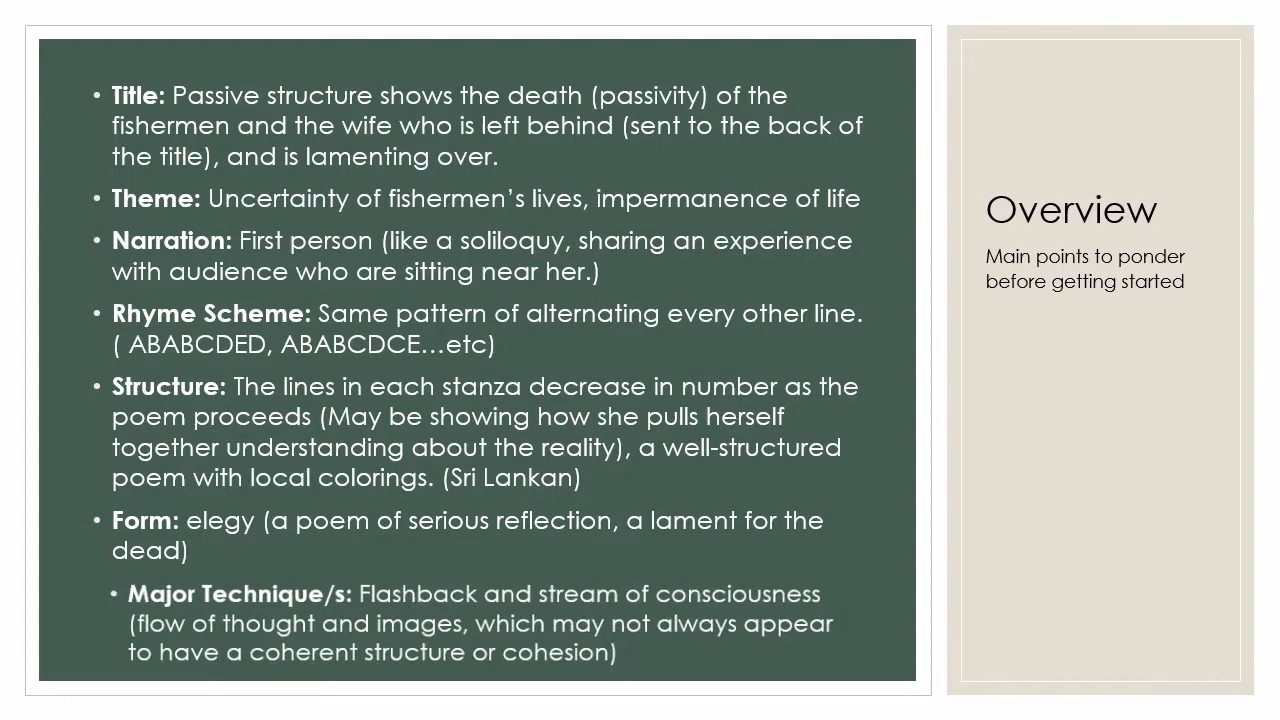 • Title: Passive structure shows the death (passivity) of the
fishermen and the wife who is left behind (sent to the back of
the title), and is lamenting over.
• Theme: Uncertainty of fishermen’s lives, impermanence of life
• Narration: First person (like a soliloquy, sharing an experience
with audience who are sitting near her.)
• Rhyme Scheme: Same pattern of alternating every other line.
( ABABCDED, ABABCDCE…etc)
• Structure: The lines in each stanza decrease in number as the
poem proceeds (May be showing how she pulls herself
together understanding about the reality), a well-structured
poem with local colorings. (Sri Lankan)
• Form: elegy (a poem of serious reflection, a lament for the
dead)
• Major Technique/s: Flashback and stream of consciousness
(flow of thought and images, which may not always appear
to have a coherent structure or cohesion)
Overview
Main points to ponder
before getting started